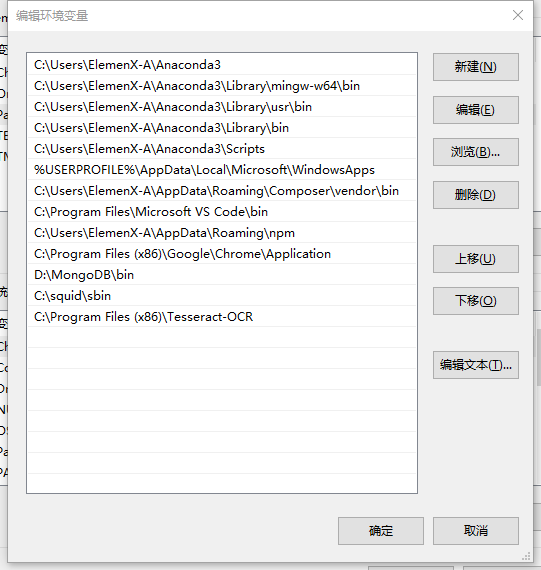 编辑环境变量
C:\Users\ElemenX-A\Anaconda3
C:\Users\ElemenX-A\Anaconda3\Library\mingw-w64\bin
C:\Users\ElemenX-A\Anaconda3\Library\usr\bin
C:\Users\ElemenX-A\Anaconda3\Library\bin
C:\Users\ElemenX-A\Anaconda3\Scripts
%USERPROFILE%\AppData\Local\Microsoft\WindowsApps
C:\Users\ElemenX-A\AppData\Roaming\Composer\vendor\bin
C:\Program Files\Microsoft VS Code\bin
C:\Users\ElemenX-A\AppData\Roaming\npm
C:\Program Files (x86)\Google\Chrome\Application
D:\MongoDB\bin
C:\squid\sbin
C:\Program Files (x86)\Tesseract-OCR
新建(N)
编辑(E)
浏览(B)...
删除(D)
上移(U)
下移(O)
编辑文本(T)...
确定
取消